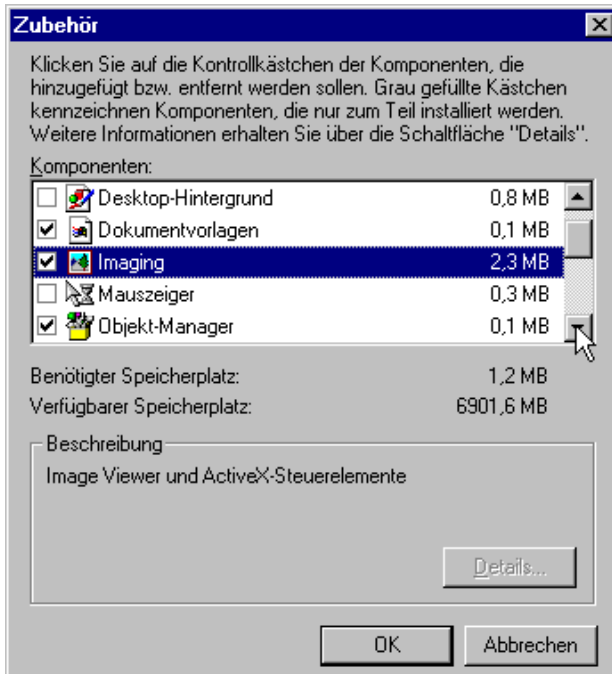 Zubehör
Klicken Sie auf die Kontrollkästchen der Komponenten, die
hinzugefügt bzw. entfernt werden sollen. Grau gefüllte Kästchen
kennzeichnen Komponenten, die nur zum Teil installiert werden.
Weitere Informationen erhalten Sie über die Schaltfläche "Details".
Komponenten:
Desktop-Hintergrund 0,8 MB
Dokumentvorlagen 0,1 MB
Imaging 2,3 MB
Mauszeiger 0,3 MB
Objekt-Manager 0,1 MB
Benötigter Speicherplatz: 1,2 MB
Verfügbarer Speicherplatz: 6901,6 MB
Beschreibung
Image Viewer und ActiveX-Steuerelemente
Details...
OK Abbrechen